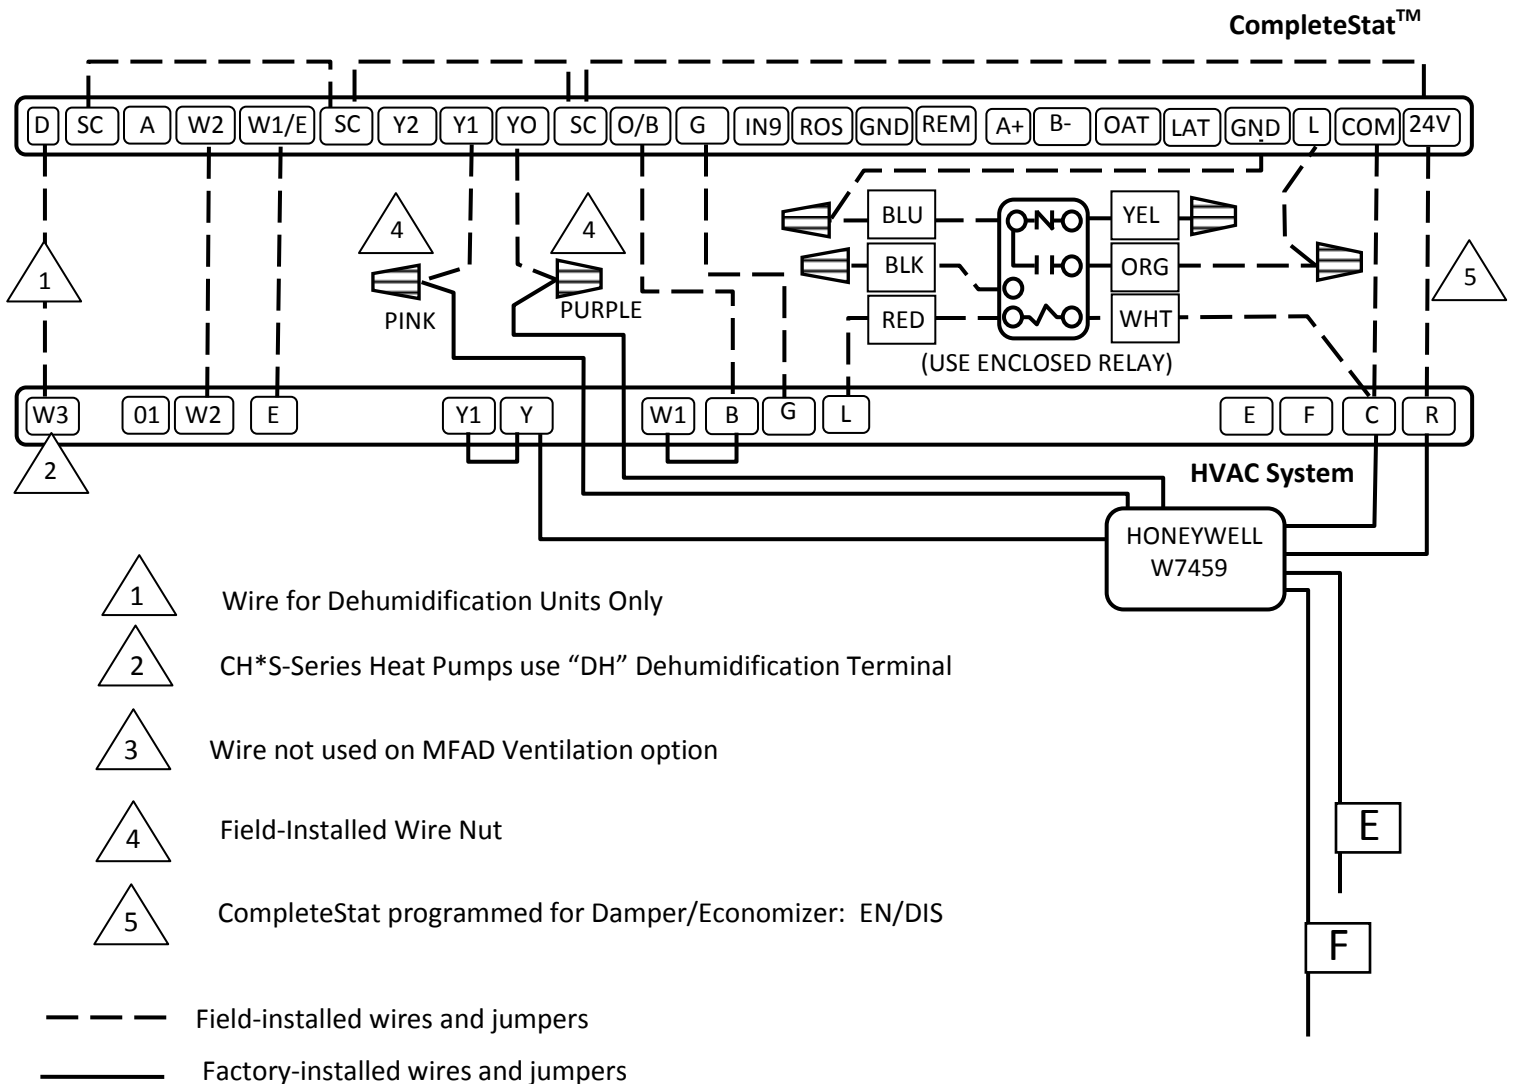 CompleteStat™
D SC A W2 W1/E SC Y2 Y1 YO SC O/B G IN9 ROS GND REM A+ B- OAT LAT GND L COM 24V
4 4 BLU YEL
1 BLK ORG 5
PINK PURPLE RED WHT
(USE ENCLOSED RELAY)
W3 01 W2 E Y1 Y W1 B G L E F C R
2 HVAC System
HONEYWELL
W7459
1 Wire for Dehumidification Units Only
2 CH*S-Series Heat Pumps use “DH” Dehumidification Terminal
3 Wire not used on MFAD Ventilation option
4 Field-Installed Wire Nut
E
5 CompleteStat programmed for Damper/Economizer: EN/DIS
F
Field-installed wires and jumpers
Factory-installed wires and jumpers